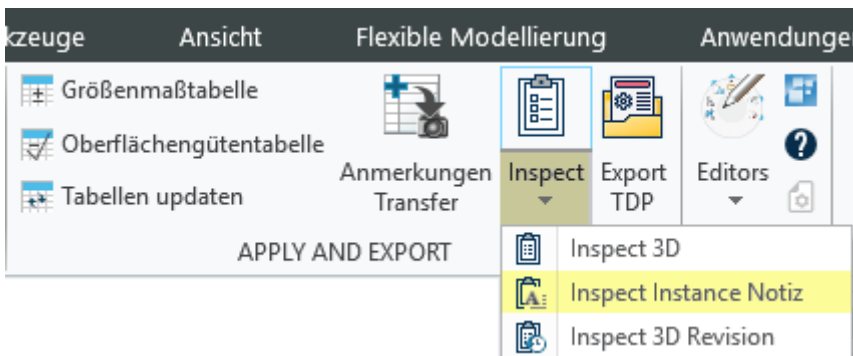 kzeuge Ansicht Flexible Modellierung Anwendunge
Größenmaßtabelle
Oberflächengütentabelle
Tabellen updaten
Anmerkungen
Transfer
Inspect
Export
TDP
Editors
APPLY AND EXPORT
Inspect 3D
Inspect Instance Notiz
Inspect 3D Revision